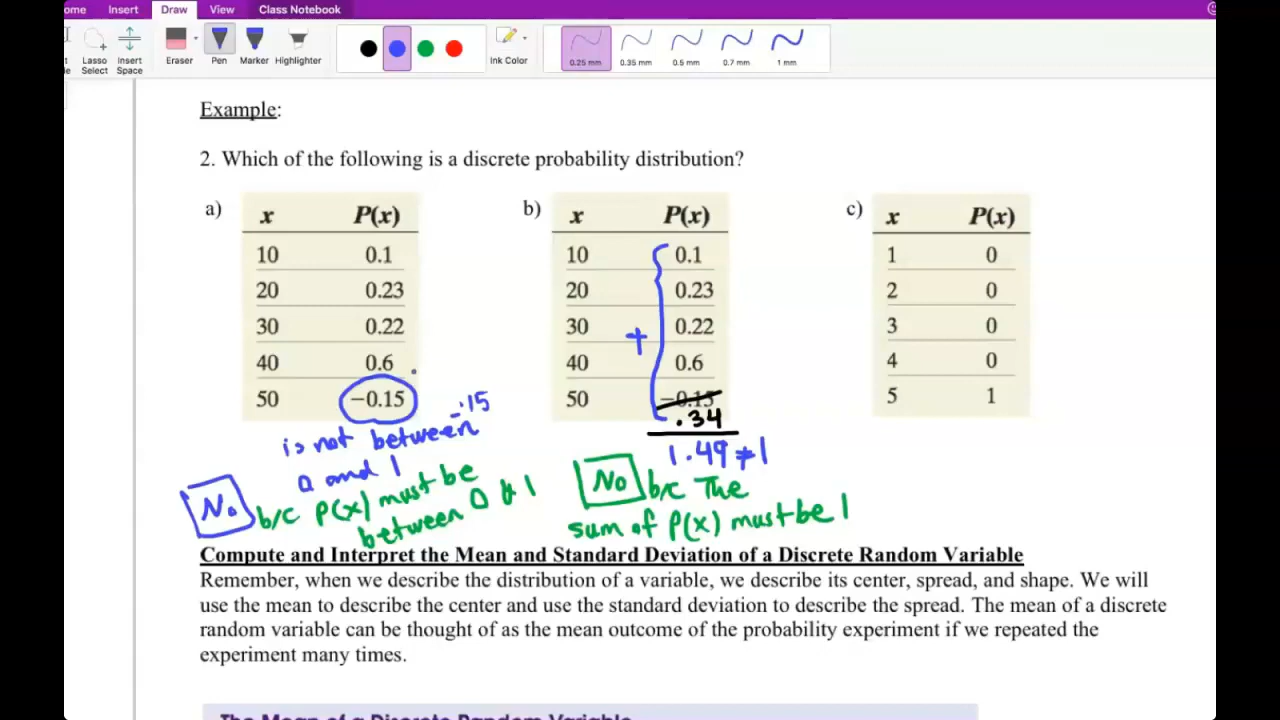 ome Insert Draw View Class Notebook
Lasso Select
Insert Space
Eraser
Pen
Marker
Highlighter
Ink Color
0.25 mm
0.35 mm
0.5 mm
0.7 mm
1 mm
Example:
2. Which of the following is a discrete probability distribution?
a)
x P(x)
10 0.1
20 0.23
30 0.22
40 0.6
50 −0.15
-.15
is not between
0 and 1
No
b/c P(x) must be
between 0 & 1
b)
x P(x)
10 0.1
20 0.23
30 0.22
+
40 0.6
50 −0.15
.34
1.49 ≠ 1
No b/c The
sum of P(x) must be 1
c)
x P(x)
1 0
2 0
3 0
4 0
5 1
Compute and Interpret the Mean and Standard Deviation of a Discrete Random Variable
Remember, when we describe the distribution of a variable, we describe its center, spread, and shape. We will
use the mean to describe the center and use the standard deviation to describe the spread. The mean of a discrete
random variable can be thought of as the mean outcome of the probability experiment if we repeated the
experiment many times.
The Mean of a Discrete Random Variable